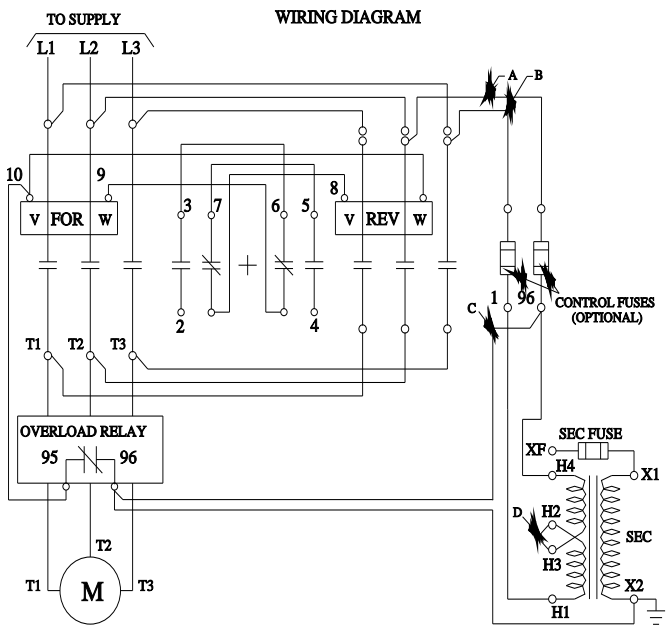 WIRING DIAGRAM
TO SUPPLY
L1 L2 L3
A B
10 9 8
V FOR W
3 7 6 5
V REV W
1 96
C
CONTROL FUSES
(OPTIONAL)
2 4
T1 T2 T3
OVERLOAD RELAY
95 96
SEC FUSE
XF
H4 X1
D H2
SEC
H3
T2
T1 M T3
X2
H1